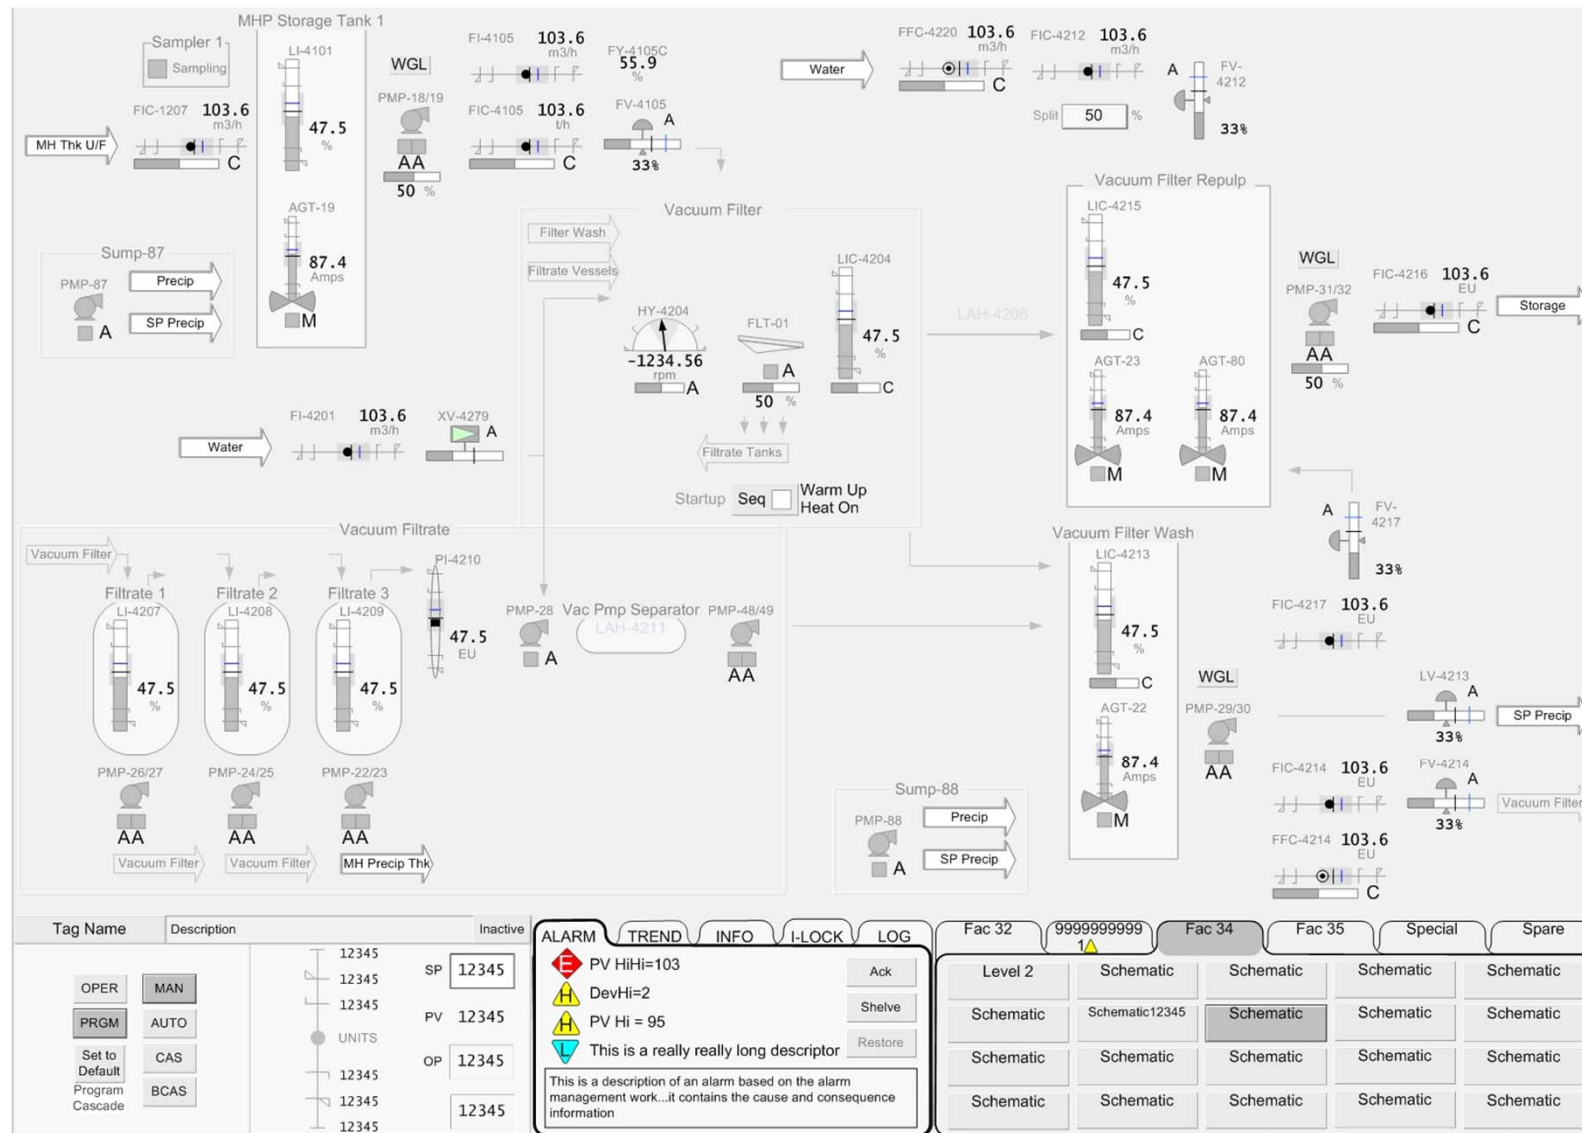 MHP Storage Tank 1
Sampler 1
Sampling
LI-4101
47.5
%
FIC-1207
103.6
m3/h
MH Thk U/F
C
AGT-19
87.4
Amps
M
WGL
PMP-18/19
AA
50 %
FI-4105
103.6
m3/h
FY-4105C
55.9
%
FIC-4105
103.6
t/h
C
FV-4105
A
33%
Water
FFC-4220
103.6
m3/h
C
FIC-4212
103.6
m3/h
Split
50
%
A
FV-
4212
33%
Sump-87
PMP-87
A
Precip
SP Precip
Vacuum Filter
Filter Wash
Filtrate Vessels
HY-4204
-1234.56
rpm
A
FLT-01
A
50 %
LIC-4204
47.5
%
C
Filtrate Tanks
Startup
Seq
Warm Up
Heat On
LAH-4206
Vacuum Filter Repulp
LIC-4215
47.5
%
C
AGT-23
87.4
Amps
M
AGT-80
87.4
Amps
M
WGL
PMP-31/32
AA
50 %
FIC-4216
103.6
EU
C
Storage
Water
FI-4201
103.6
m3/h
XV-4279
A
Vacuum Filtrate
Vacuum Filter
Filtrate 1
LI-4207
47.5
%
Filtrate 2
LI-4208
47.5
%
Filtrate 3
LI-4209
47.5
%
PI-4210
47.5
EU
PMP-28
A
Vac Pmp Separator
LAH-4211
PMP-48/49
AA
PMP-26/27
AA
PMP-24/25
AA
PMP-22/23
AA
Vacuum Filter
Vacuum Filter
MH Precip Thk
Vacuum Filter Wash
LIC-4213
47.5
%
C
AGT-22
87.4
Amps
M
WGL
PMP-29/30
AA
A
FV-
4217
33%
FIC-4217
103.6
EU
LV-4213
A
33%
SP Precip
FIC-4214
103.6
EU
FV-4214
A
33%
Vacuum Filter
FFC-4214
103.6
EU
C
Sump-88
PMP-88
A
Precip
SP Precip
Tag Name
Description
Inactive
OPER
MAN
PRGM
AUTO
Set to
Default
CAS
Program
Cascade
BCAS
12345
12345
12345
UNITS
12345
12345
12345
SP
12345
PV
12345
OP
12345
12345
ALARM
TREND
INFO
I-LOCK
LOG
E PV HiHi=103
H DevHi=2
H PV Hi = 95
L This is a really really long descriptor
Ack
Shelve
Restore
This is a description of an alarm based on the alarm
management work...it contains the cause and consequence
information
Fac 32
9999999999
1
Fac 34
Fac 35
Special
Spare
Level 2
Schematic
Schematic
Schematic
Schematic
Schematic
Schematic12345
Schematic
Schematic
Schematic
Schematic
Schematic
Schematic
Schematic
Schematic
Schematic
Schematic
Schematic
Schematic
Schematic